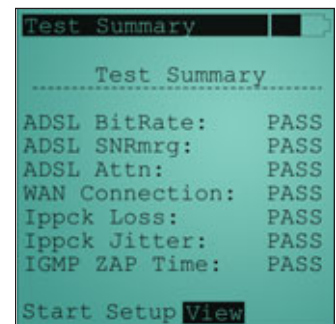 Test Summary
Test Summary
ADSL BitRate: PASS
ADSL SNRmrg: PASS
ADSL Attn: PASS
WAN Connection: PASS
Ippck Loss: PASS
Ippck Jitter: PASS
IGMP ZAP Time: PASS
Start Setup View